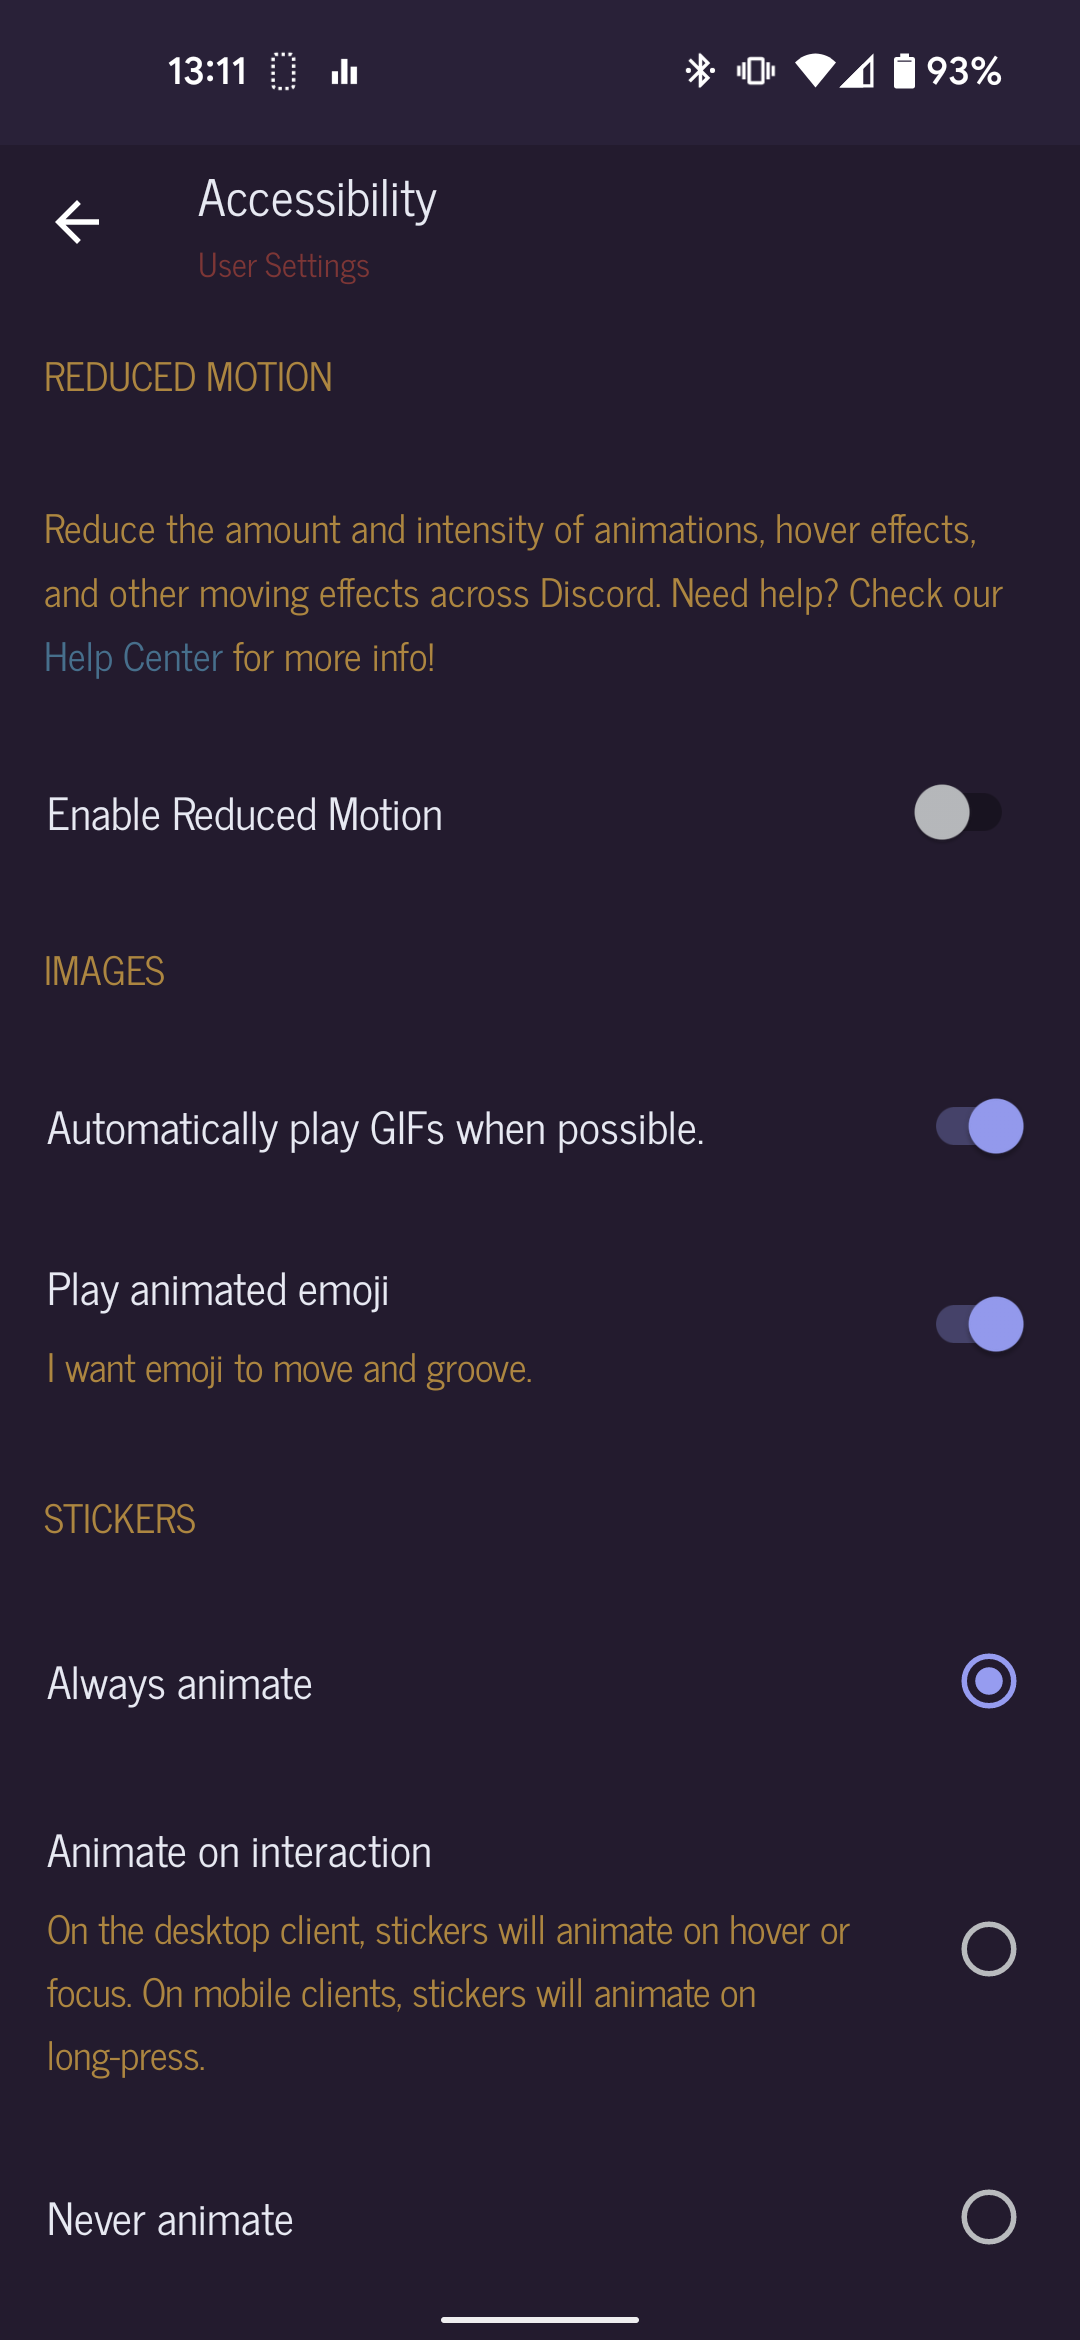 13:11
93%
Accessibility
User Settings
REDUCED MOTION
Reduce the amount and intensity of animations, hover effects,
and other moving effects across Discord. Need help? Check our
Help Center for more info!
Enable Reduced Motion
IMAGES
Automatically play GIFs when possible.
Play animated emoji
I want emoji to move and groove.
STICKERS
Always animate
Animate on interaction
On the desktop client, stickers will animate on hover or
focus. On mobile clients, stickers will animate on
long-press.
Never animate